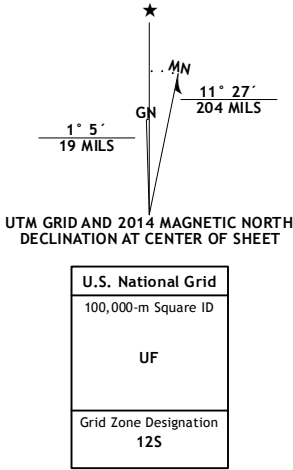 MN
11° 27´
204 MILS
GN
1° 5´
19 MILS
UTM GRID AND 2014 MAGNETIC NORTH
DECLINATION AT CENTER OF SHEET
U.S. National Grid
100,000-m Square ID
UF
Grid Zone Designation
12S